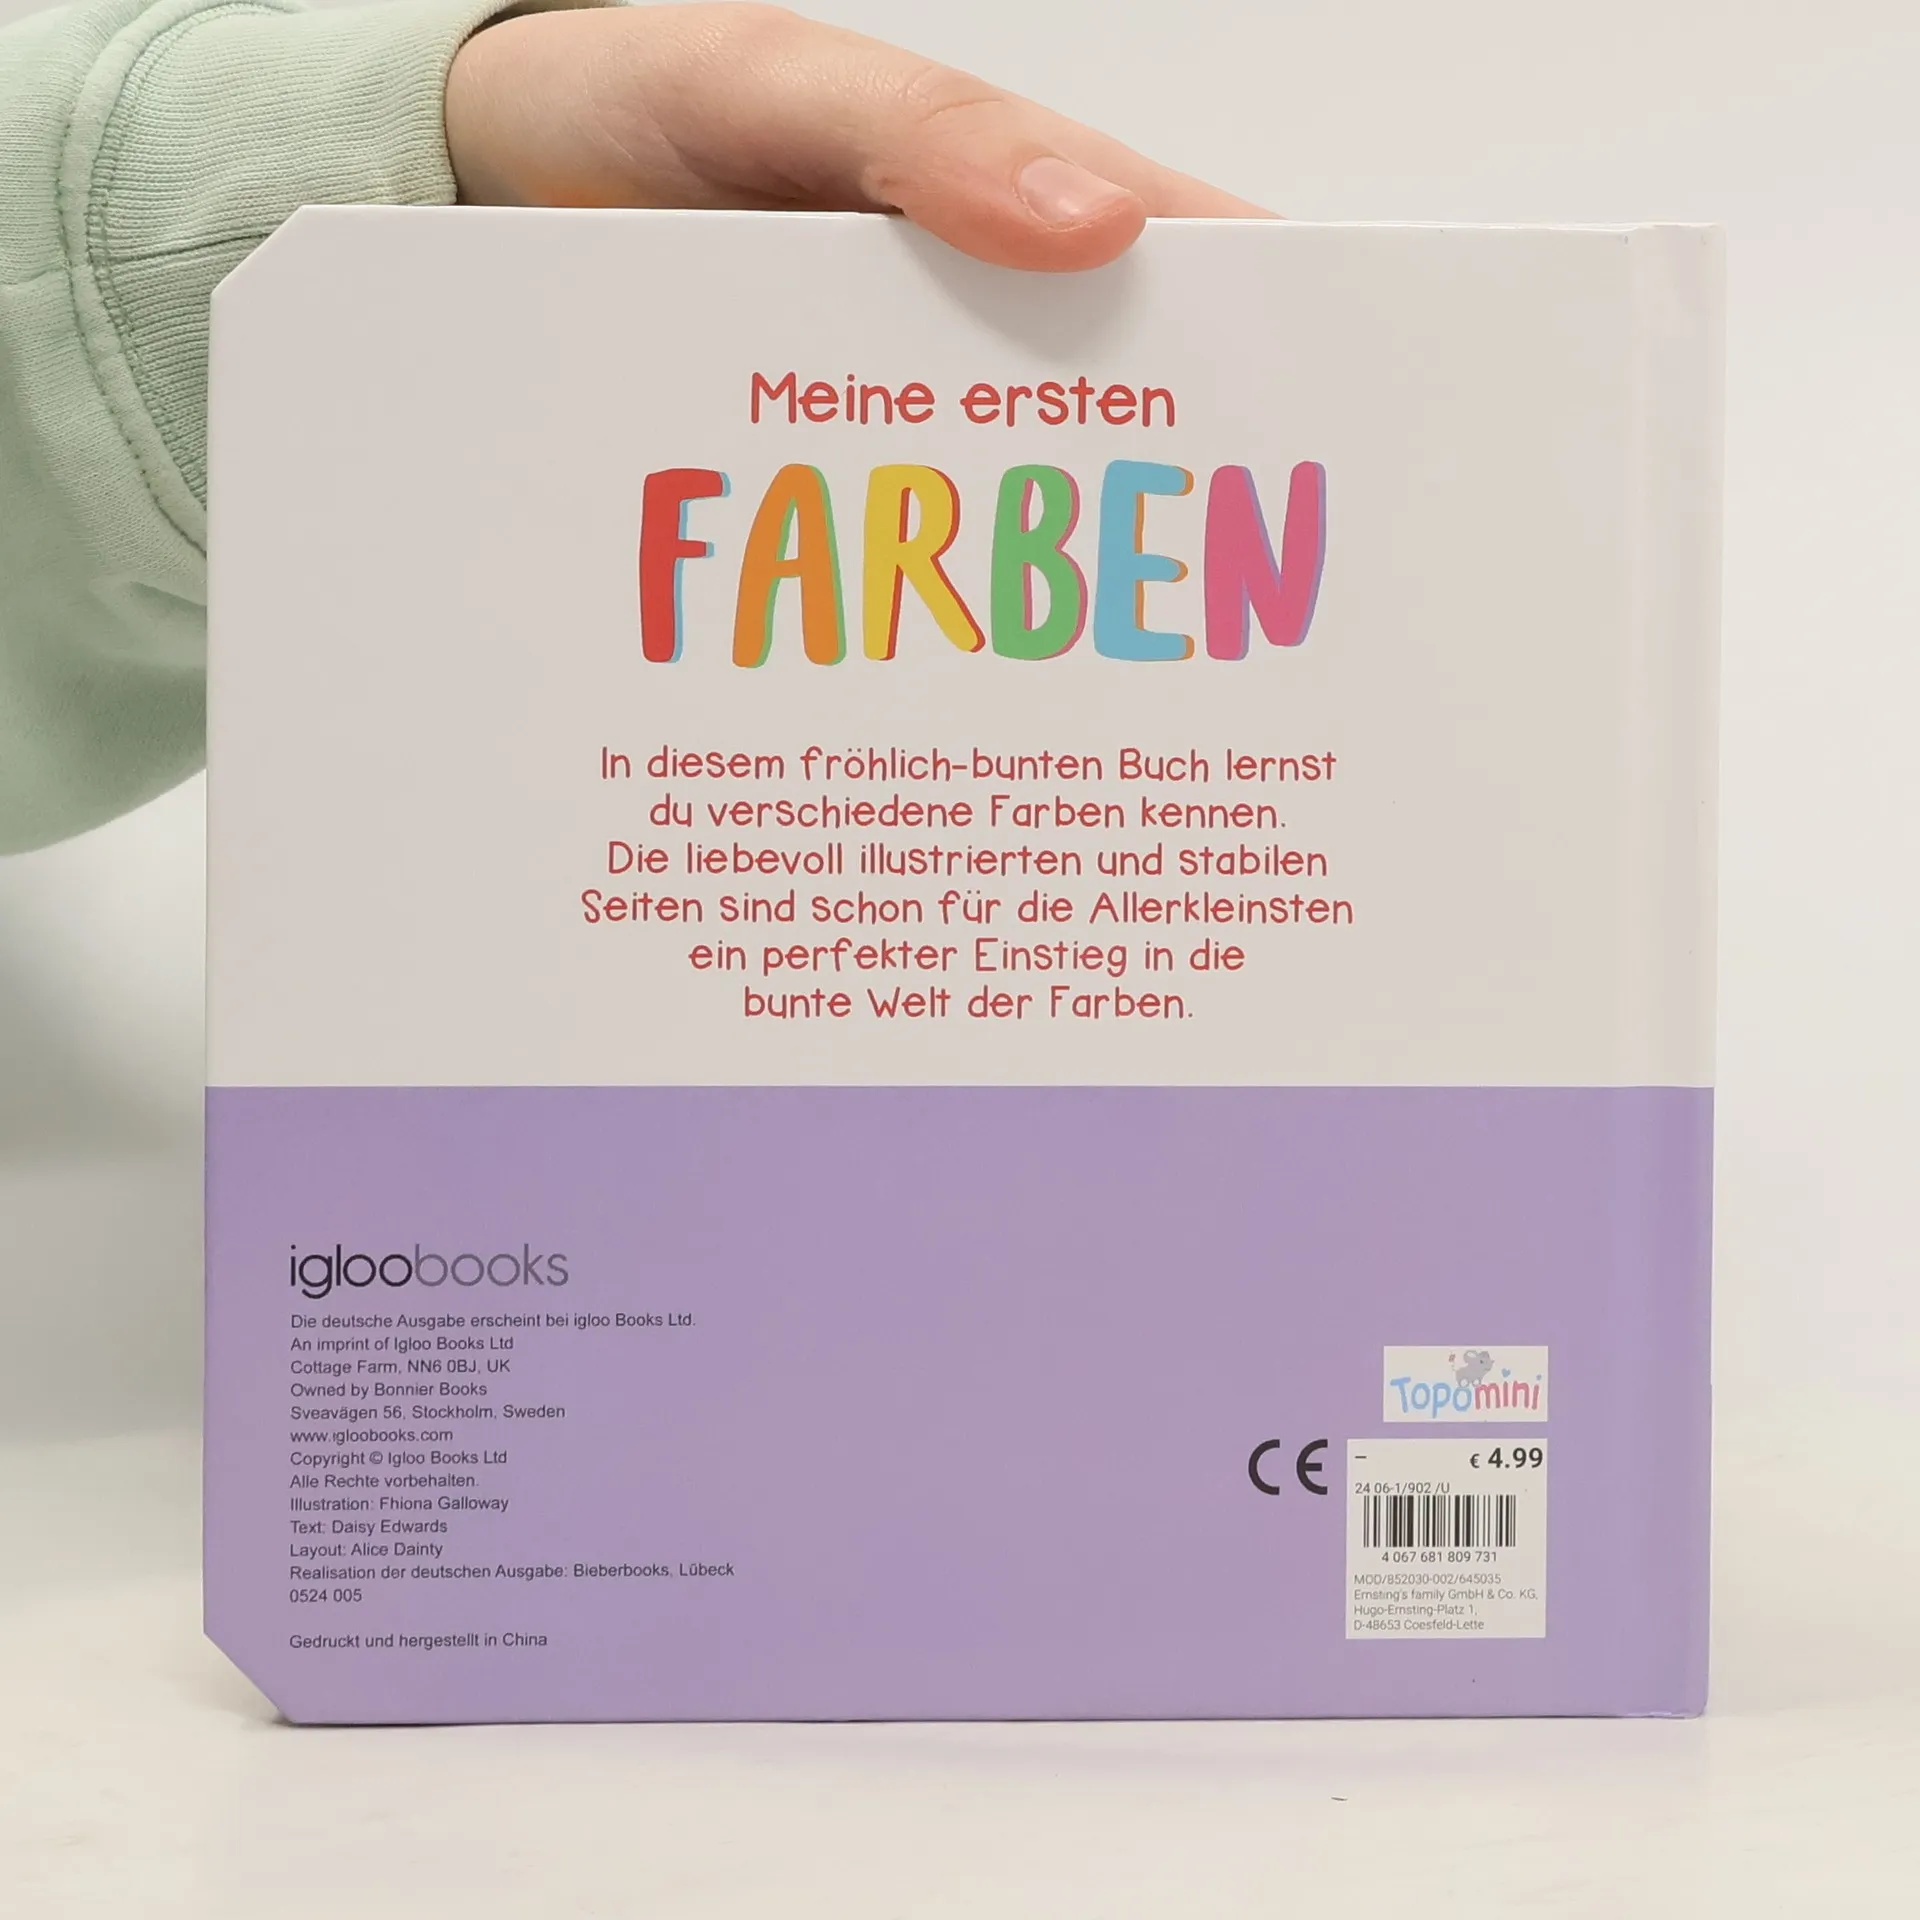 Meine ersten
FARBEN
In diesem fröhlich-bunten Buch lernst
du verschiedene Farben kennen.
Die liebevoll illustrierten und stabilen
Seiten sind schon für die Allerkleinsten
ein perfekter Einstieg in die
bunte Welt der Farben.
igloobooks
Die deutsche Ausgabe erscheint bei igloo Books Ltd.
An imprint of Igloo Books Ltd
Cottage Farm, NN6 0BJ, UK
Owned by Bonnier Books
Sveavägen 56, Stockholm, Sweden
www.igloobooks.com
Copyright © Igloo Books Ltd
Alle Rechte vorbehalten.
Illustration: Fhiona Galloway
Text: Daisy Edwards
Layout: Alice Dainty
Realisation der deutschen Ausgabe: Bieberbooks, Lübeck
0524 005
Gedruckt und hergestellt in China
Topomini
CE
– € 4.99
24 06-1/902 /U
4 067 681 809 731
MOD/852030-002/645035
Ernsting's family GmbH & Co. KG,
Hugo-Ernsting-Platz 1,
D-48653 Coesfeld-Lette